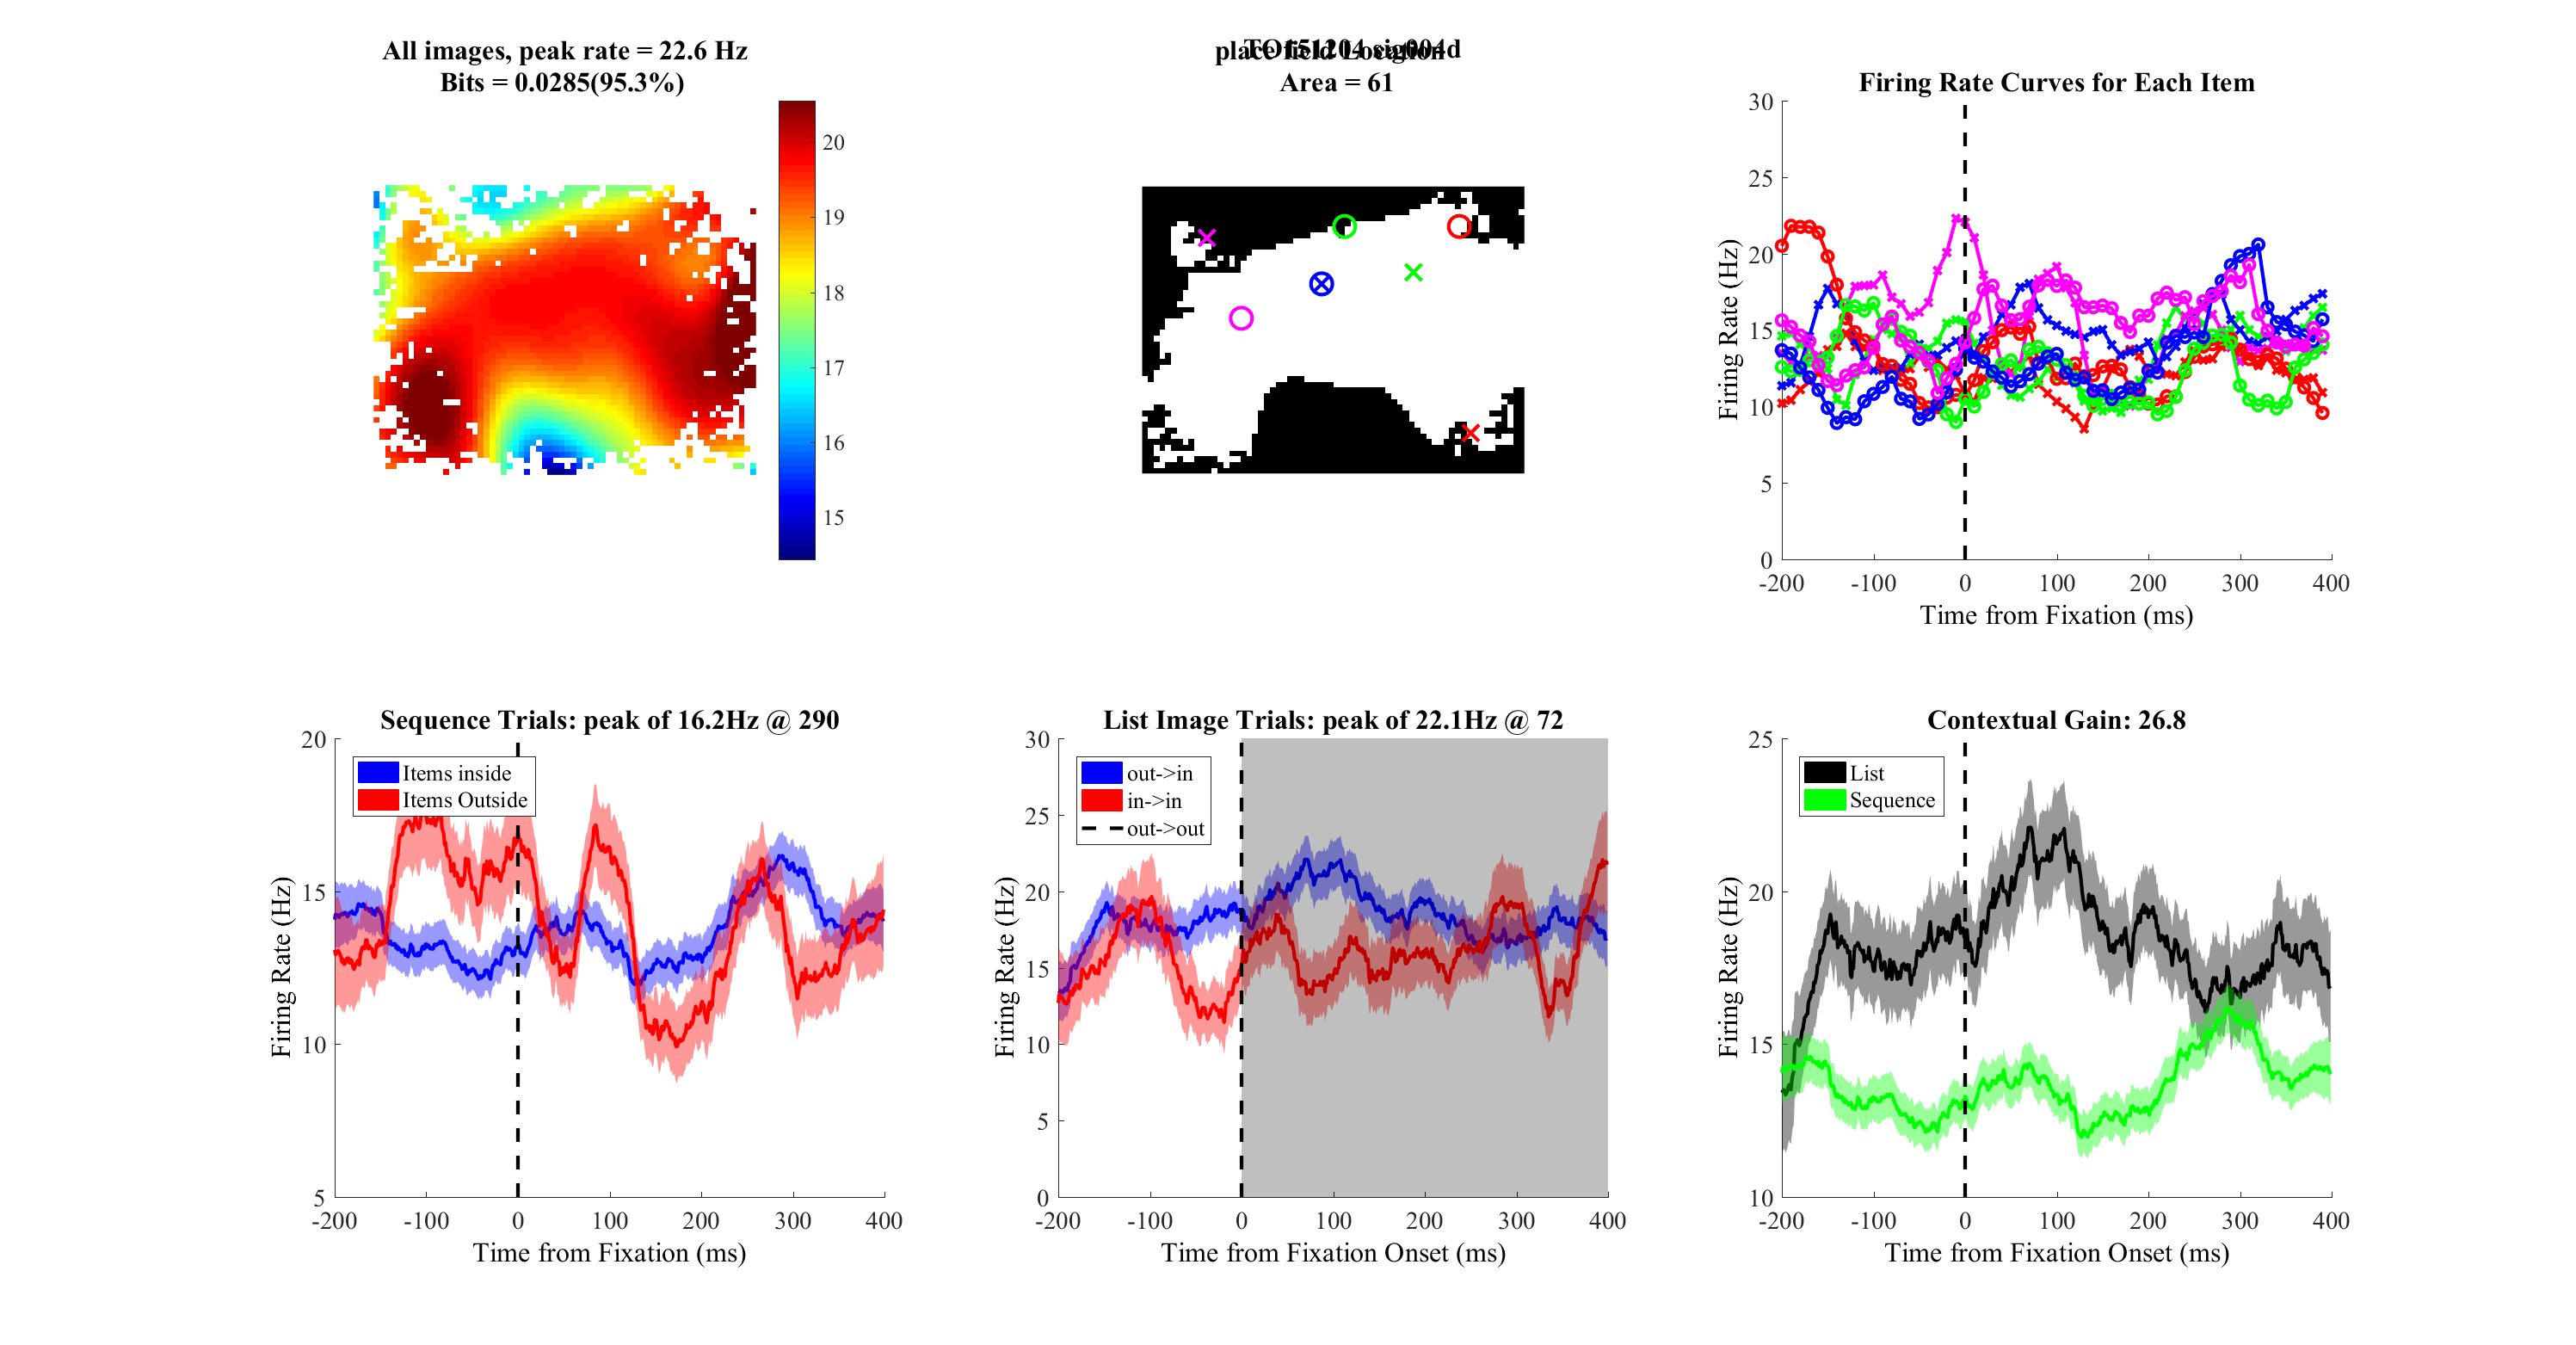 All images, peak rate = 22.6 Hz
Bits = 0.0285(95.3%)
20
19
18
17
16
15
place field Location
TO151204 sig004d
Area = 61
Firing Rate Curves for Each Item
30
25
20
15
10
5
0
Firing Rate (Hz)
-200 -100 0 100 200 300 400
Time from Fixation (ms)
Sequence Trials: peak of 16.2Hz @ 290
20
15
10
5
Firing Rate (Hz)
Items inside
Items Outside
-200 -100 0 100 200 300 400
Time from Fixation (ms)
List Image Trials: peak of 22.1Hz @ 72
30
25
20
15
10
5
0
Firing Rate (Hz)
out->in
in->in
out->out
-200 -100 0 100 200 300 400
Time from Fixation Onset (ms)
Contextual Gain: 26.8
25
20
15
10
Firing Rate (Hz)
List
Sequence
-200 -100 0 100 200 300 400
Time from Fixation Onset (ms)